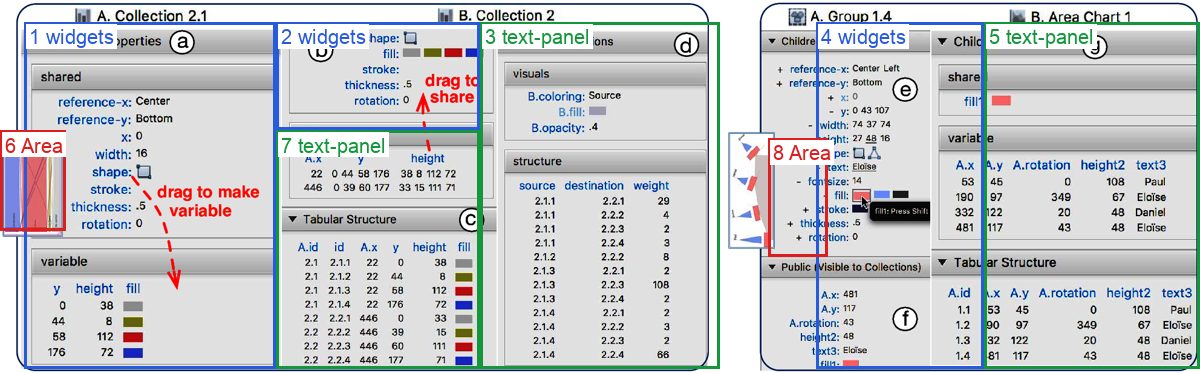 A. Collection 2.1
B. Collection 2
1 widgets
operties
a
shared
reference-x: Center
reference-y: Bottom
x: 0
width: 16
shape:
stroke:
thickness: .5
rotation: 0
6 Area
drag to make
variable
variable
y height fill
0 38
44 8
58 112
176 72
2 widgets
b
hape:
fill:
stroke:
thickness: .5
rotation: 0
drag to
share
7 text-panel
A.x y height
22 0 44 58 176 38 8 112 72
446 0 39 60 177 33 15 111 71
c
Tabular Structure
A.id id A.x y height fill
2.1 2.1.1 22 0 38
2.1 2.1.2 22 44 8
2.1 2.1.3 22 58 112
2.1 2.1.4 22 176 72
2.2 2.2.1 446 0 33
2.2 2.2.2 446 39 15
2.2 2.2.3 446 60 111
2.2 2.2.4 446 177 71
3 text-panel
ons
d
visuals
B.coloring: Source
B.fill:
B.opacity: .4
structure
source destination weight
2.1.1 2.2.1 29
2.1.1 2.2.2 4
2.1.1 2.2.3 2
2.1.1 2.2.4 3
2.1.2 2.2.2 8
2.1.3 2.2.1 2
2.1.3 2.2.3 108
2.1.3 2.2.4 2
2.1.4 2.2.1 2
2.1.4 2.2.2 3
2.1.4 2.2.3 2
2.1.4 2.2.4 66
A. Group 1.4
B. Area Chart 1
Childre
4 widgets
e
+ reference-x: Center Left
+ reference-y: Bottom
+ x: 0
- y: 0 43 107
- width: 74 37 74
eight: 27 48 16
ape:
text: Eloïse
- font size: 14
- fill:
+ stroke:
fill1: Press Shift
+ thickness: .5
+ rotation: 0
8 Area
Public (Visible to Collections)
A.x: 481
A.y: 117
A.rotation: 43
height2: 48
text3: Eloïse
fill1:
f
Chi
5 text-panel
g
shared
fill1
variable
A.x A.y A.rotation height2 text3
53 45 0 108 Paul
190 97 349 67 Eloïse
332 122 20 48 Daniel
481 117 43 48 Eloïse
Tabular Structure
A.id A.x A.y A.rotation height2 text3
1.1 53 45 0 108 Paul
1.2 90 97 349 67 Eloïse
1.3 32 122 20 48 Daniel
1.4 81 117 43 48 Eloïse